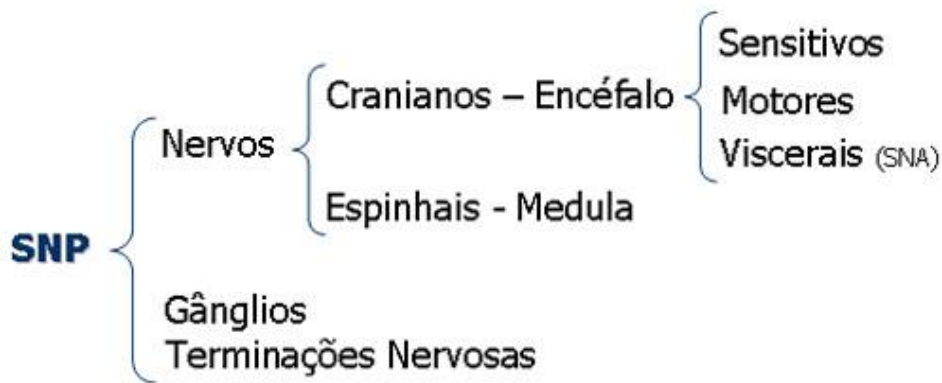 SNP
Nervos
Cranianos – Encéfalo
Sensitivos
Motores
Viscerais (SNA)
Espinhais - Medula
Gânglios
Terminações Nervosas